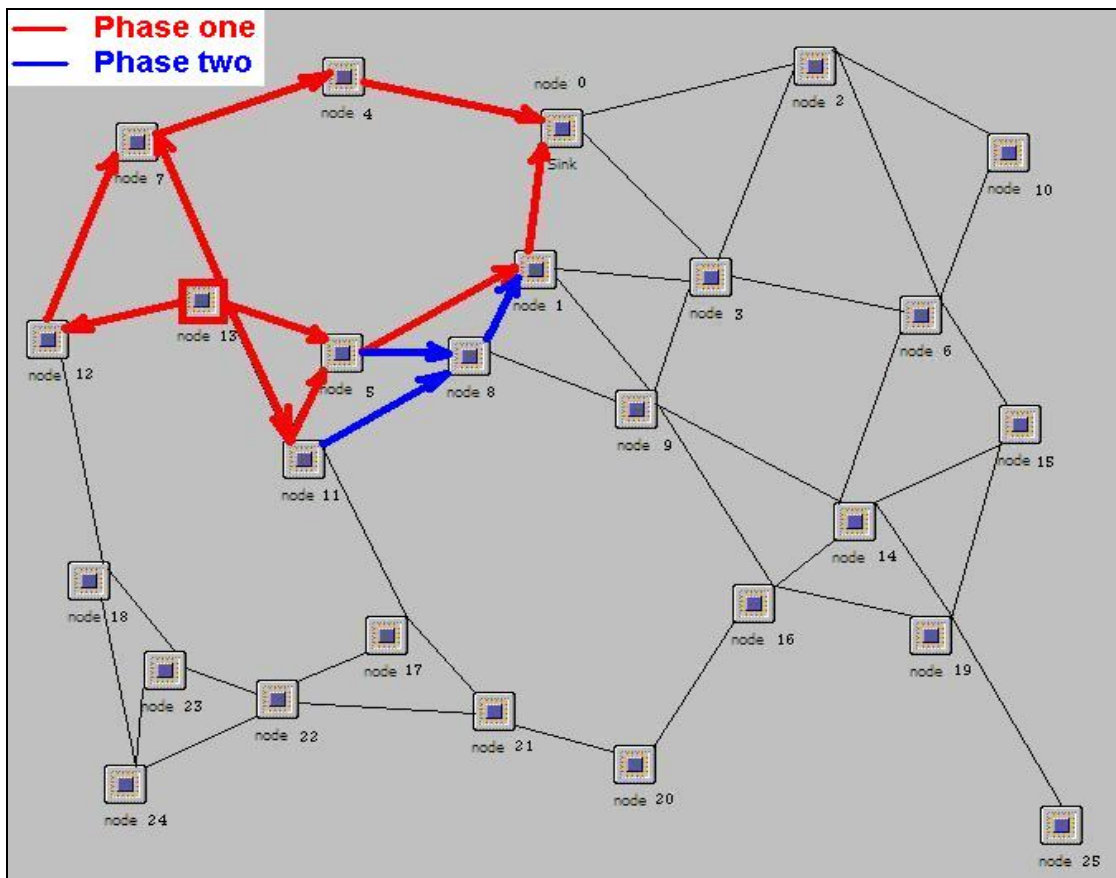 Phase one
Phase two
node 0
Sink
node 4
node 2
node 7
node 10
node 1
node 3
node 13
node 6
node 12
node 5
node 8
node 9
node 15
node 11
node 14
node 18
node 16
node 17
node 19
node 23
node 22
node 21
node 20
node 24
node 25